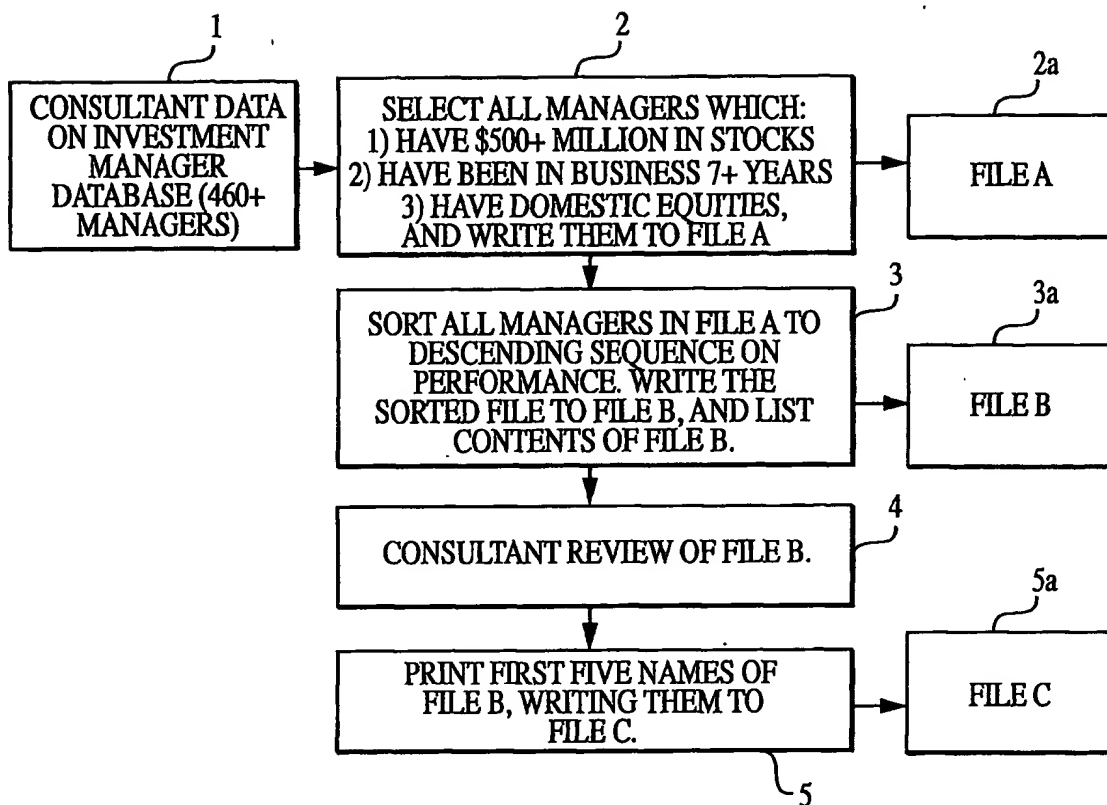 1
CONSULTANT DATA
ON INVESTMENT
MANAGER
DATABASE (460+
MANAGERS)
2
SELECT ALL MANAGERS WHICH:
1) HAVE $500+ MILLION IN STOCKS
2) HAVE BEEN IN BUSINESS 7+ YEARS
3) HAVE DOMESTIC EQUITIES,
AND WRITE THEM TO FILE A
2a
FILE A
3
SORT ALL MANAGERS IN FILE A TO
DESCENDING SEQUENCE ON
PERFORMANCE. WRITE THE
SORTED FILE TO FILE B, AND LIST
CONTENTS OF FILE B.
3a
FILE B
4
CONSULTANT REVIEW OF FILE B.
PRINT FIRST FIVE NAMES OF
FILE B, WRITING THEM TO
FILE C.
5
5a
FILE C